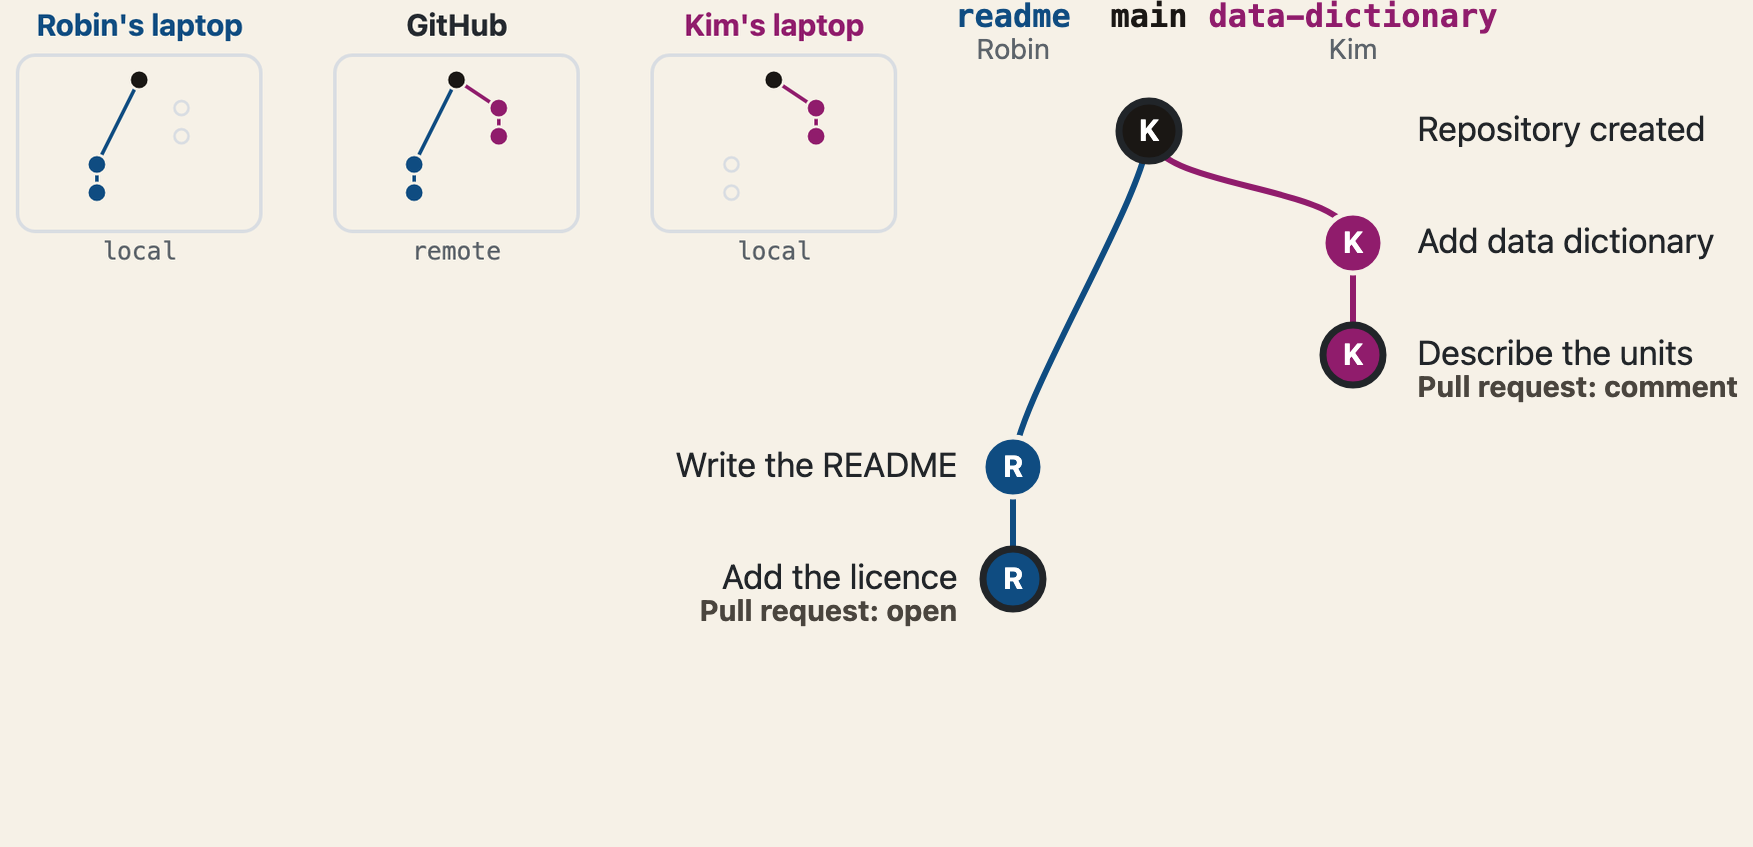 Robin's laptop
GitHub
Kim's laptop
local
remote
local
readme
main
data-dictionary
Robin
Kim
K
Repository created
K
Add data dictionary
K
Describe the units
Pull request: comment
Write the README
R
Add the licence
R
Pull request: open